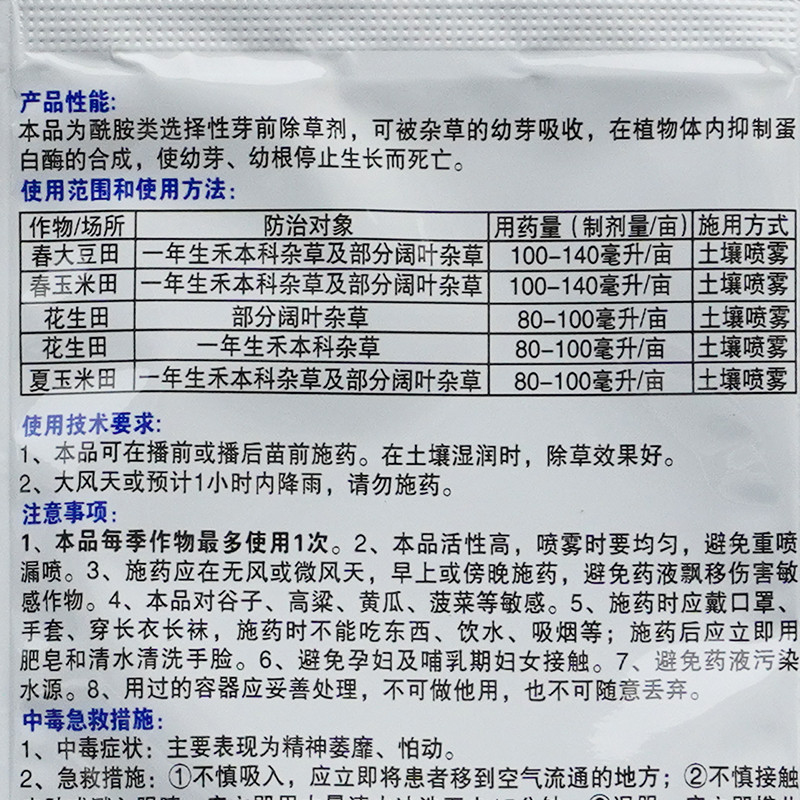 产品性能:
本品为酰胺类选择性芽前除草剂，可被杂草的幼芽吸收，在植物体内抑制蛋
白酶的合成，使幼芽、幼根停止生长而死亡。
使用范围和使用方法:
作物/场所 防治对象 用药量（制剂量/亩） 施用方式
春大豆田 一年生禾本科杂草及部分阔叶杂草 100-140毫升/亩 土壤喷雾
春玉米田 一年生禾本科杂草及部分阔叶杂草 100-140毫升/亩 土壤喷雾
花生田 部分阔叶杂草 80-100毫升/亩 土壤喷雾
花生田 一年生禾本科杂草 80-100毫升/亩 土壤喷雾
夏玉米田 一年生禾本科杂草及部分阔叶杂草 80-100毫升/亩 土壤喷雾
使用技术要求:
1、本品可在播前或播后苗前施药。在土壤湿润时，除草效果好。
2、大风天或预计1小时内降雨，请勿施药。
注意事项:
1、本品每季作物最多使用1次。2、本品活性高，喷雾时要均匀，避免重喷
漏喷。3、施药应在无风或微风天，早上或傍晚施药，避免药液飘移伤害敏
感作物。4、本品对谷子、高粱、黄瓜、菠菜等敏感。5、施药时应戴口罩、
手套、穿长衣长袜，施药时不能吃东西、饮水、吸烟等；施药后应立即用
肥皂和清水清洗手脸。6、避免孕妇及哺乳期妇女接触。7、避免药液污染
水源。8、用过的容器应妥善处理，不可做他用，也不可随意丢弃。
中毒急救措施:
1、中毒症状: 主要表现为精神萎靡、怕动。
2、急救措施: ①不慎吸入，应立即将患者移到空气流通的地方；②不慎接触